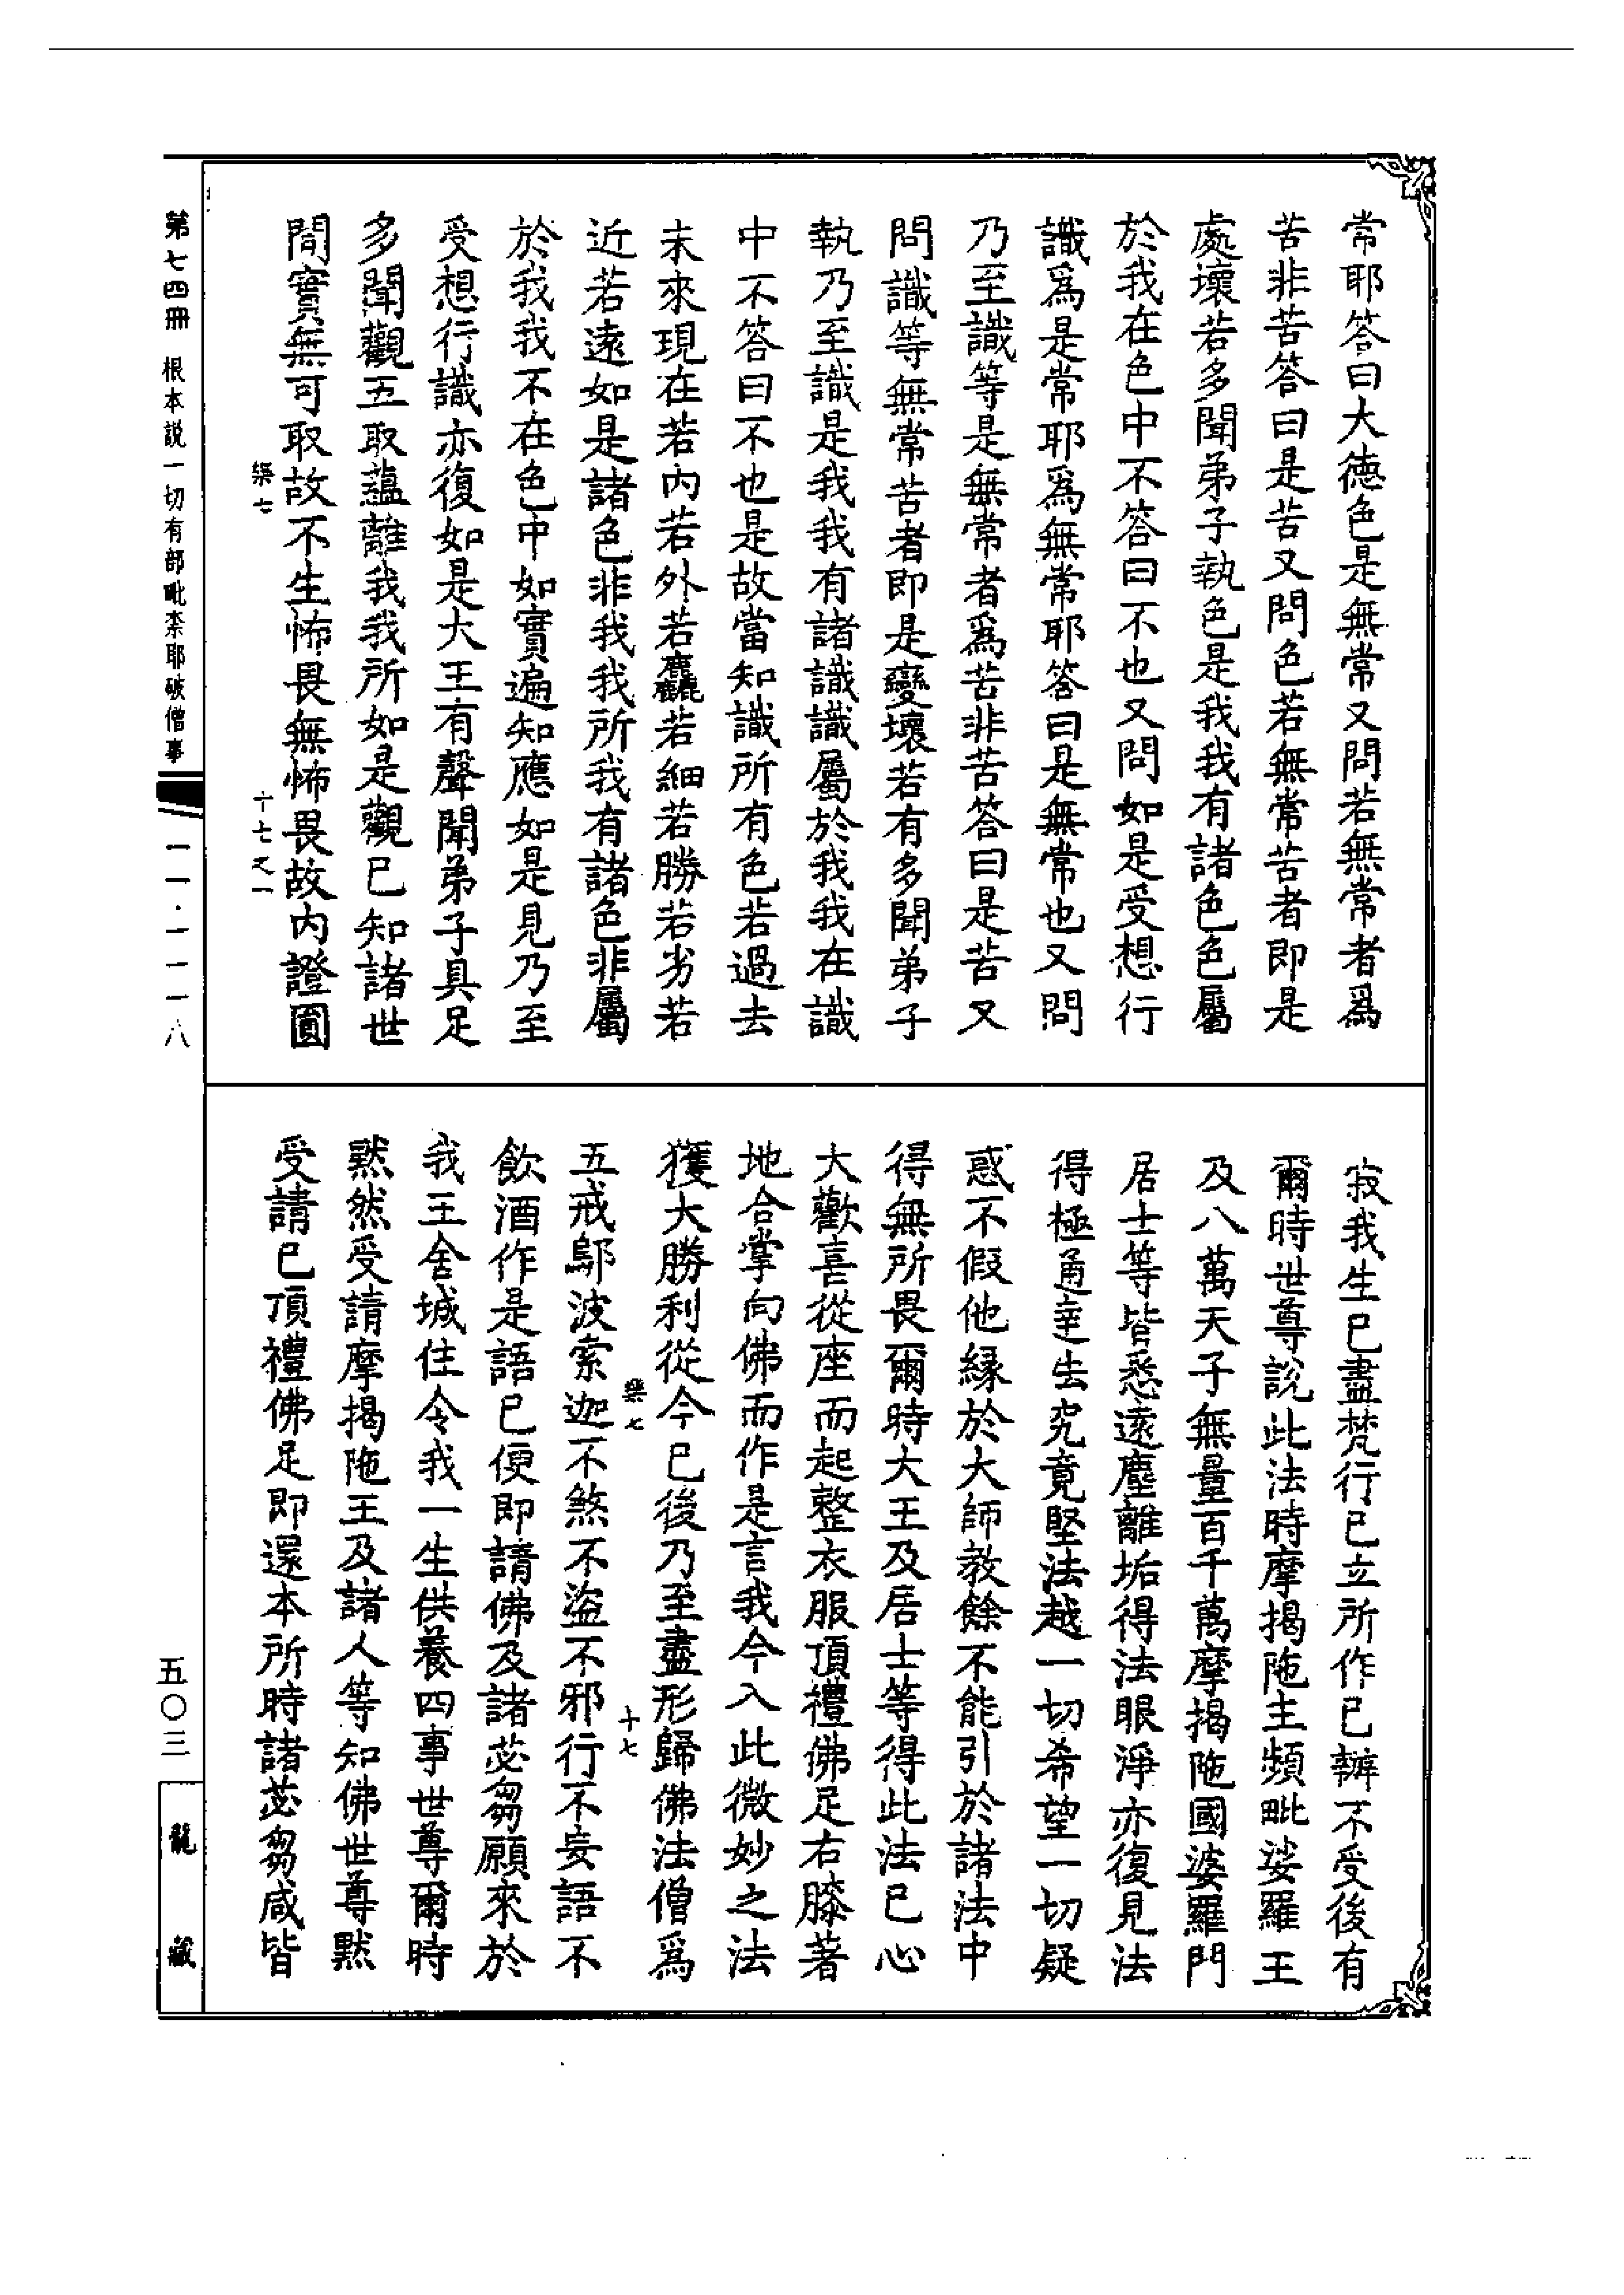 常耶答曰大德色是無常又問若無常者爲
苦非苦答曰是苦又問色若無常苦者即是
處壞若多聞弟子執色是我我有諸色色屬
於我在色中不答曰不也又問如是受想行
識爲是常耶爲無常耶答曰是無常也又問
乃至識等是無常者爲苦非苦答曰是苦又
問識等無常苦者即是變壞若有多聞弟子
執乃至識是我我有諸識識屬於我我在識
中不答曰不也是故當知識所有色若過去
未來現在若內若外若麤若細若勝若劣若
近若遠如是諸色非我我所我有諸色非屬
於我我不在色中如實遍知應如是見乃至
受想行識亦復如是大王有聲聞弟子具足
多聞觀五取蘊離我我所如是觀已知諸世
間實無可取故不生怖畏無怖畏故內證圓
樂七 十七之一
寂我生已盡梵行已立所作已辦不受後有
爾時世尊說此法時摩揭陁主頻毗娑羅王
及八萬天子無量百千萬摩揭陁國婆羅門
居士等皆悉遠塵離垢得法眼淨亦復見法
得極通達出究竟堅法越一切希望一切疑
惑不假他緣於大師教餘不能引於諸法中
得無所畏爾時大王及居士等得此法已心
大歡喜從座而起整衣服頂禮佛足右膝著
地合掌向佛而作是言我今入此微妙之法
獲大勝利從今已後乃至盡形歸佛法僧爲
樂七 十七
五戒鄔波索迦不煞不盜不邪行不妄語不
飲酒作是語已便即請佛及諸苾芻願來於
我王舍城住令我一生供養四事世尊爾時
默然受請摩揭陁王及諸人等知佛世尊默
受請已頂禮佛足即還本所時諸苾芻咸皆
第七四冊 根本說一切有部毗柰耶破僧事
一一·一一一八
五〇三
龍藏